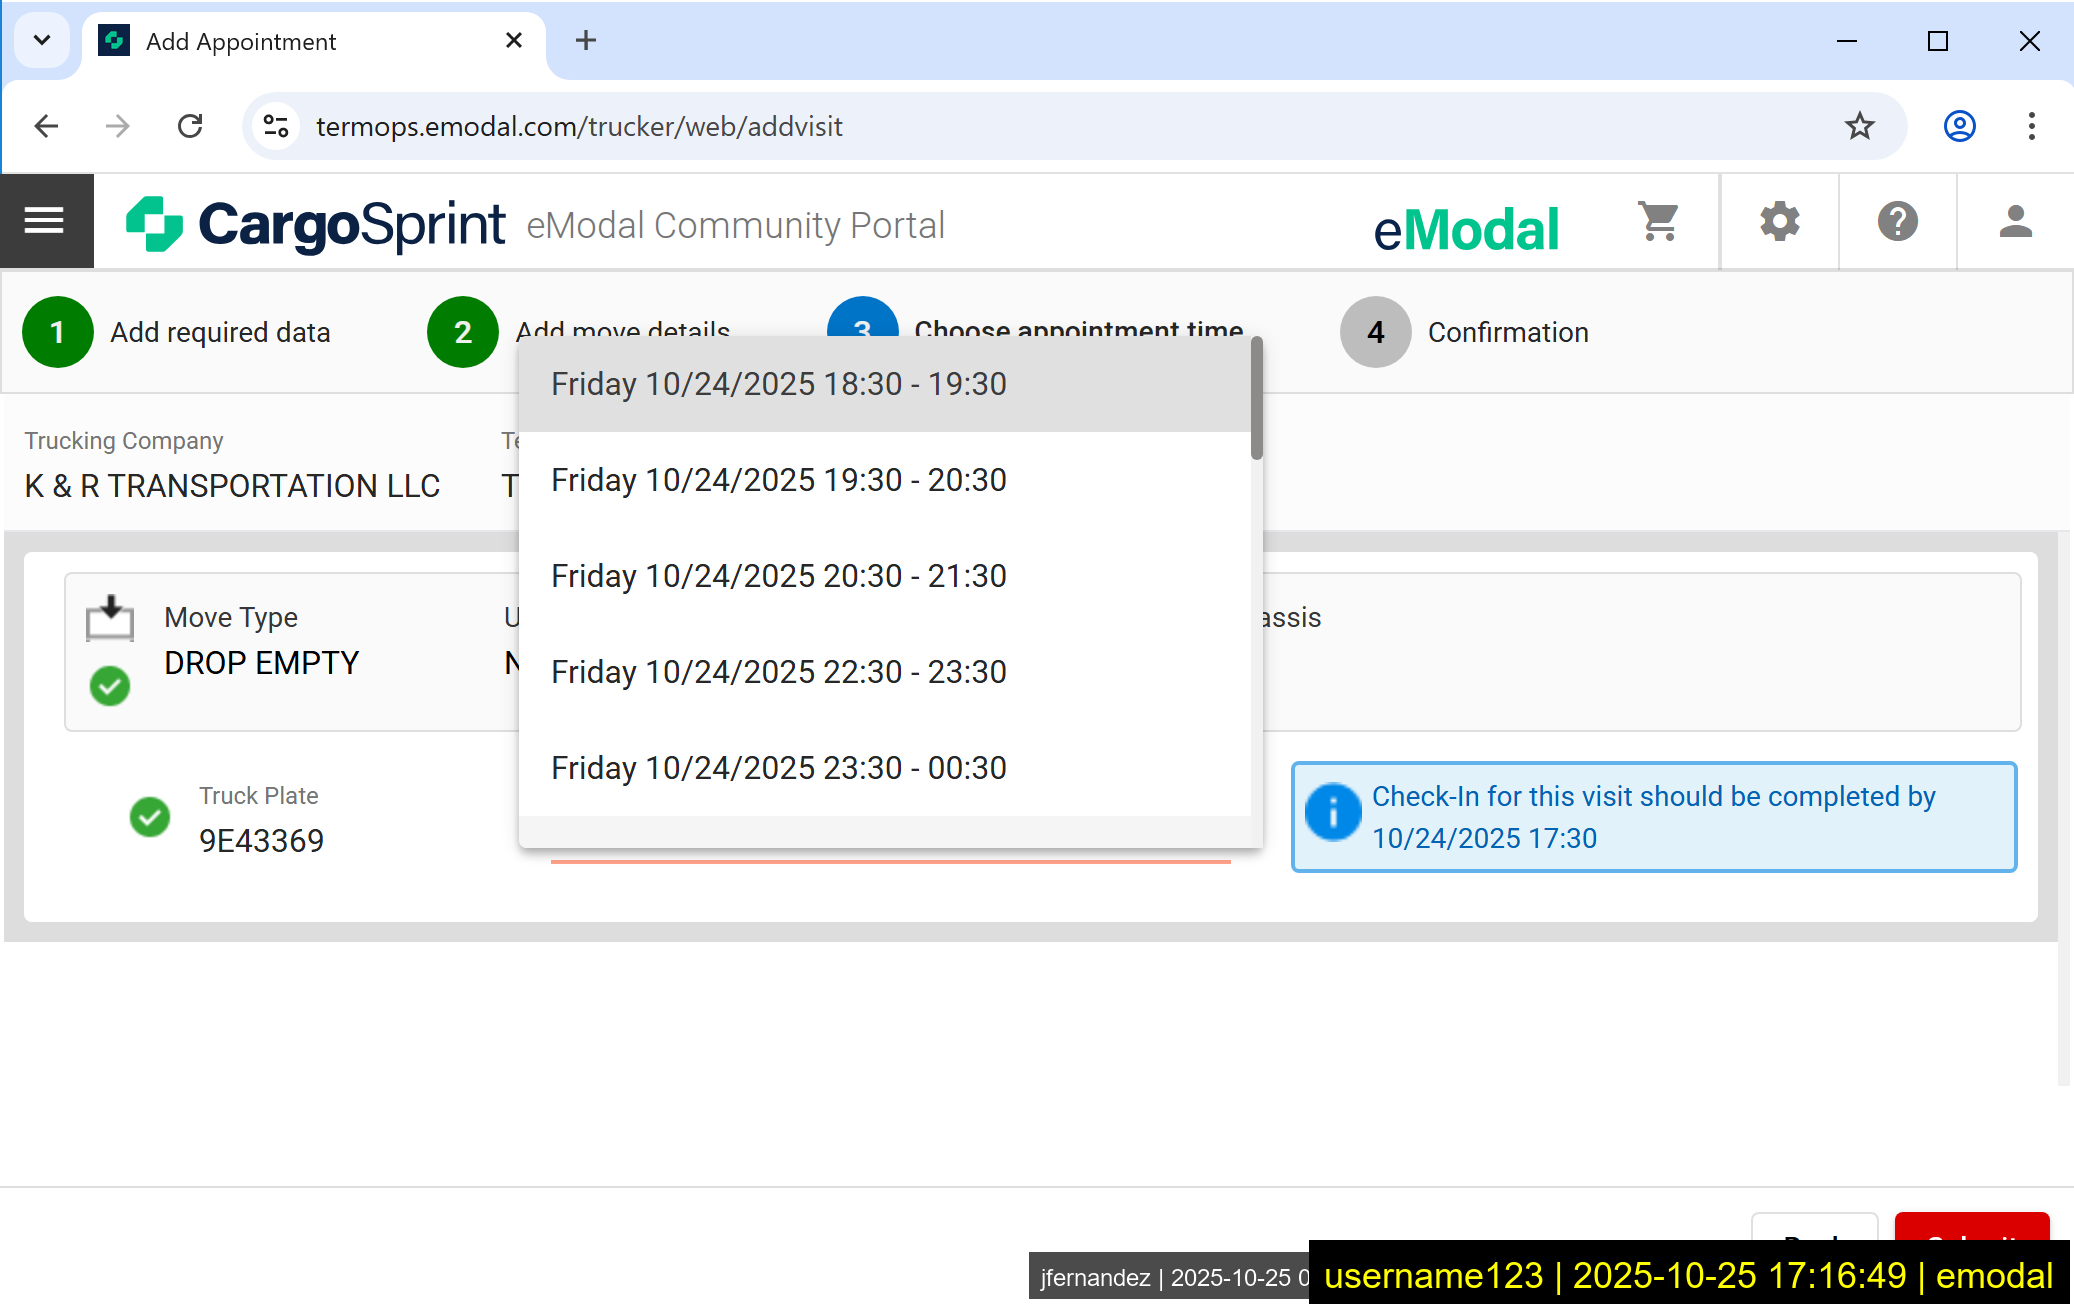 Add Appointment
termops.emodal.com/trucker/web/addvisit
CargoSprint eModal Community Portal
eModal
1 Add required data
2 Add move details
3 Choose appointment time
4 Confirmation
Trucking Company
K & R TRANSPORTATION LLC
Friday 10/24/2025 18:30 - 19:30
Friday 10/24/2025 19:30 - 20:30
Friday 10/24/2025 20:30 - 21:30
Friday 10/24/2025 22:30 - 23:30
Friday 10/24/2025 23:30 - 00:30
Move Type
DROP EMPTY
assis
Truck Plate
9E43369
Check-In for this visit should be completed by
10/24/2025 17:30
jfernandez | 2025-10-25 0
username123 | 2025-10-25 17:16:49 | emodal